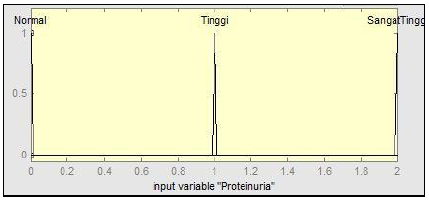 Normal Tinggi SangatTingg
1
0.5
0
0 0.2 0.4 0.6 0.8 1 1.2 1.4 1.6 1.8 2
input variable "Proteinuria"